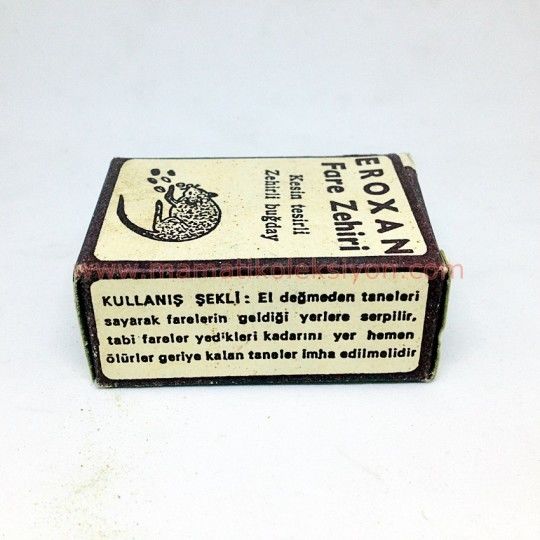 EROXAN
Fare Zehiri
Kesin tesirli
Zehirli buğday
www.mamatikoleksiyon.com
KULLANIŞ ŞEKLİ : El değmeden taneleri
sayarak farelerin geldiği yerlere serpilir,
tabi fareler yedikleri kadarını yer hemen
ölürler geriye kalan taneler imha edilmelidir